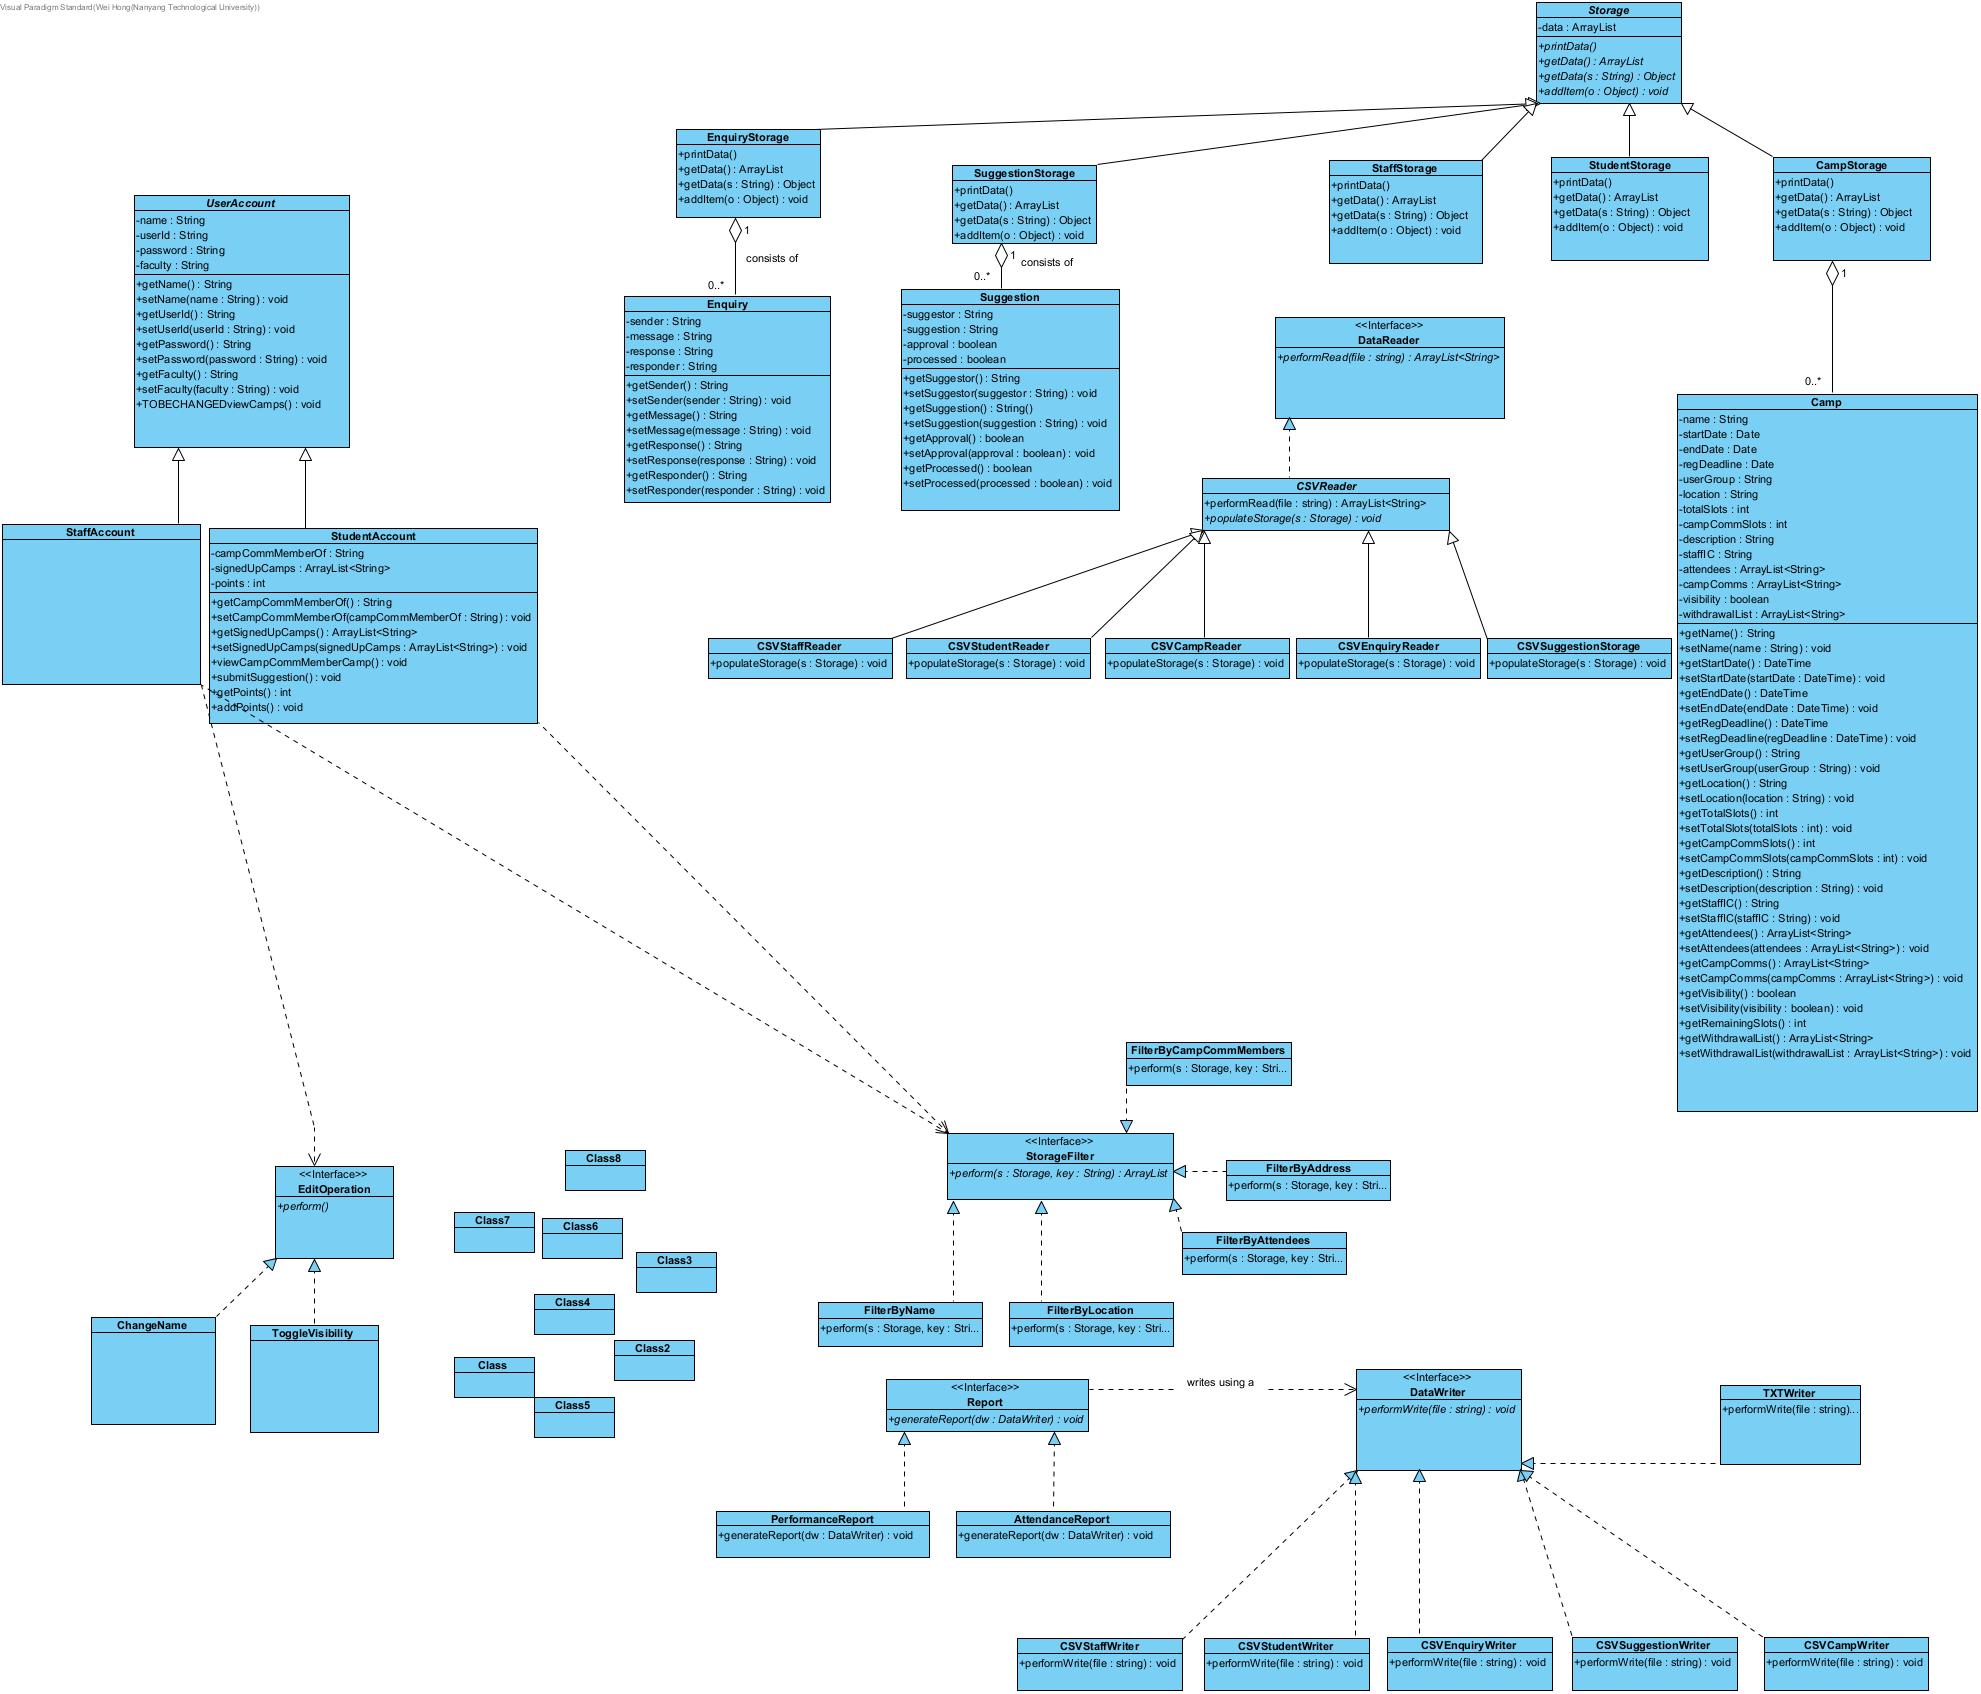 Visual Paradigm Standard(Wei Hong(Nanyang Technological University))
Storage
-data : ArrayList
+printData()
+getData() : ArrayList
+getData(s : String) : Object
+addItem(o : Object) : void
EnquiryStorage
+printData()
+getData() : ArrayList
+getData(s : String) : Object
+addItem(o : Object) : void
1
consists of
0..*
SuggestionStorage
+printData()
+getData() : ArrayList
+getData(s : String) : Object
+addItem(o : Object) : void
1
consists of
0..*
StaffStorage
+printData()
+getData() : ArrayList
+getData(s : String) : Object
+addItem(o : Object) : void
StudentStorage
+printData()
+getData() : ArrayList
+getData(s : String) : Object
+addItem(o : Object) : void
CampStorage
+printData()
+getData() : ArrayList
+getData(s : String) : Object
+addItem(o : Object) : void
1
0..*
UserAccount
-name : String
-userId : String
-password : String
-faculty : String
+getName() : String
+setName(name : String) : void
+getUserId() : String
+setUserId(userId : String) : void
+getPassword() : String
+setPassword(password : String) : void
+getFaculty() : String
+setFaculty(faculty : String) : void
+TOBECHANGEDviewCamps() : void
Enquiry
-sender : String
-message : String
-response : String
-responder : String
+getSender() : String
+setSender(sender : String) : void
+getMessage() : String
+setMessage(message : String) : void
+getResponse() : String
+setResponse(response : String) : void
+getResponder() : String
+setResponder(responder : String) : void
Suggestion
-suggestor : String
-suggestion : String
-approval : boolean
-processed : boolean
+getSuggestor() : String
+setSuggestor(suggestor : String) : void
+getSuggestion() : String()
+setSuggestion(suggestion : String) : void
+getApproval() : boolean
+setApproval(approval : boolean) : void
+getProcessed() : boolean
+setProcessed(processed : boolean) : void
<<Interface>>
DataReader
+performRead(file : string) : ArrayList<String>
CSVReader
+performRead(file : string) : ArrayList<String>
+populateStorage(s : Storage) : void
CSVStaffReader
+populateStorage(s : Storage) : void
CSVStudentReader
+populateStorage(s : Storage) : void
CSVCampReader
+populateStorage(s : Storage) : void
CSVEnquiryReader
+populateStorage(s : Storage) : void
CSVSuggestionStorage
+populateStorage(s : Storage) : void
Camp
-name : String
-startDate : Date
-endDate : Date
-regDeadline : Date
-userGroup : String
-location : String
-totalSlots : int
-campCommSlots : int
-description : String
-staffIC : String
-attendees : ArrayList<String>
-campComms : ArrayList<String>
-visibility : boolean
-withdrawalList : ArrayList<String>
+getName() : String
+setName(name : String) : void
+getStartDate() : DateTime
+setStartDate(startDate : DateTime) : void
+getEndDate() : DateTime
+setEndDate(endDate : DateTime) : void
+getRegDeadline() : DateTime
+setRegDeadline(regDeadline : DateTime) : void
+getUserGroup() : String
+setUserGroup(userGroup : String) : void
+getLocation() : String
+setLocation(location : String) : void
+getTotalSlots() : int
+setTotalSlots(totalSlots : int) : void
+getCampCommSlots() : int
+setCampCommSlots(campCommSlots : int) : void
+getDescription() : String
+setDescription(description : String) : void
+getStaffIC() : String
+setStaffIC(staffIC : String) : void
+getAttendees() : ArrayList<String>
+setAttendees(attendees : ArrayList<String>) : void
+getCampComms() : ArrayList<String>
+setCampComms(campComms : ArrayList<String>) : void
+getVisibility() : boolean
+setVisibility(visibility : boolean) : void
+getRemainingSlots() : int
+getWithdrawalList() : ArrayList<String>
+setWithdrawalList(withdrawalList : ArrayList<String>) : void
StaffAccount
StudentAccount
-campCommMemberOf : String
-signedUpCamps : ArrayList<String>
-points : int
+getCampCommMemberOf() : String
+setCampCommMemberOf(campCommMemberOf : String) : void
+getSignedUpCamps() : ArrayList<String>
+setSignedUpCamps(signedUpCamps : ArrayList<String>) : void
+viewCampCommMemberCamp() : void
+submitSuggestion() : void
+getPoints() : int
+addPoints() : void
FilterByCampCommMembers
+perform(s : Storage, key : Stri...
<<Interface>>
StorageFilter
+perform(s : Storage, key : String) : ArrayList
FilterByAddress
+perform(s : Storage, key : Stri...
FilterByAttendees
+perform(s : Storage, key : Stri...
FilterByName
+perform(s : Storage, key : Stri...
FilterByLocation
+perform(s : Storage, key : Stri...
<<Interface>>
EditOperation
+perform()
ChangeName
ToggleVisibility
Class8
Class7
Class6
Class3
Class4
Class2
Class
Class5
<<Interface>>
Report
+generateReport(dw : DataWriter) : void
writes using a
<<Interface>>
DataWriter
+performWrite(file : string) : void
TXTWriter
+performWrite(file : string)...
PerformanceReport
+generateReport(dw : DataWriter) : void
AttendanceReport
+generateReport(dw : DataWriter) : void
CSVStaffWriter
+performWrite(file : string) : void
CSVStudentWriter
+performWrite(file : string) : void
CSVEnquiryWriter
+performWrite(file : string) : void
CSVSuggestionWriter
+performWrite(file : string) : void
CSVCampWriter
+performWrite(file : string) : void